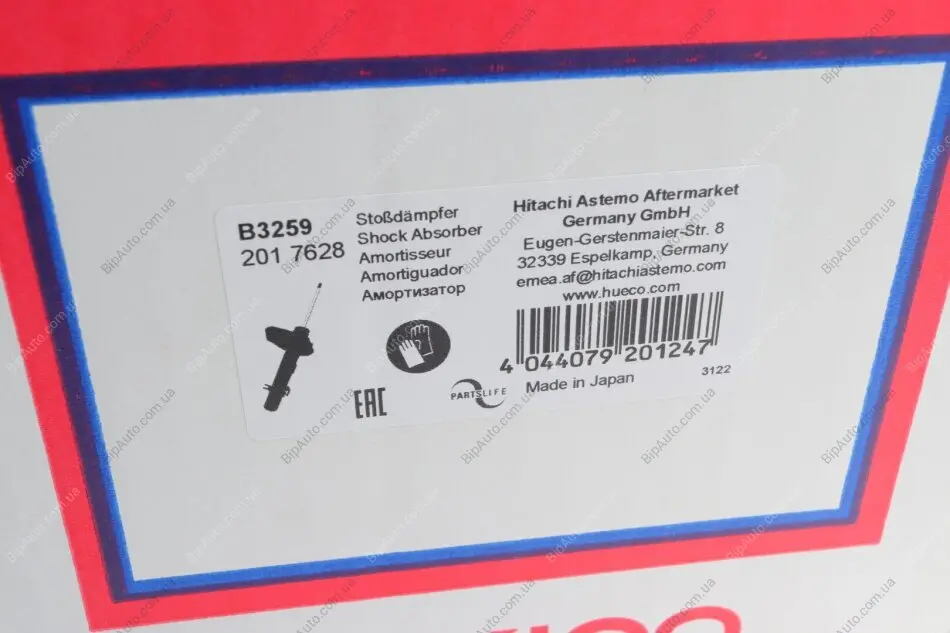 B3259
201 7628
Stoßdämpfer
Shock Absorber
Amortisseur
Amortiguador
Амортизатор
Hitachi Astemo Aftermarket
Germany GmbH
Eugen-Gerstenmaier-Str. 8
32339 Espelkamp, Germany
emea.af@hitachiastemo.com
www.hueco.com
4 044079 201247
Made in Japan
3122
EAC
PARTSLIFE
BipAuto.com.ua